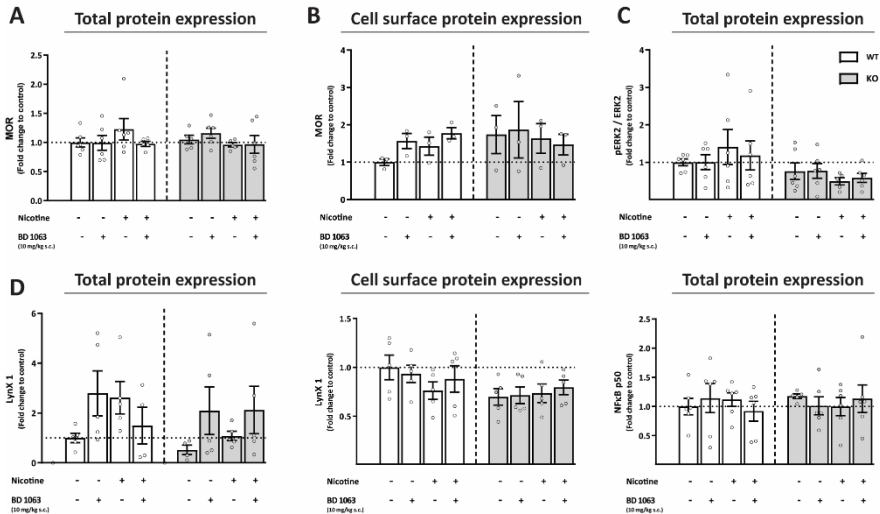 A Total protein expression
B Cell surface protein expression
C Total protein expression
MOR
(Fold change to control)
2.5
2.0
1.5
1.0
0.5
0.0
Nicotine - - + + - - + +
BD 1063 - + - + - + - +
(10 mg/kg s.c.)
MOR
(Fold change to control)
4
3
2
1
0
Nicotine - - + + - - + +
BD 1063 - + - + - + - +
(10 mg/kg s.c.)
pERK2 / ERK2
(Fold change to control)
4
3
2
1
0
WT
KO
Nicotine - - + + - - + +
BD 1063 - + - + - + - +
(10 mg/kg s.c.)
D Total protein expression
Cell surface protein expression
Total protein expression
LynX 1
(Fold change to control)
6
4
2
0
Nicotine - - + + - - + +
BD 1063 - + - + - + - +
(10 mg/kg s.c.)
LynX 1
(Fold change to control)
1.5
1.0
0.5
Nicotine - - + + - - + +
BD 1063 - + - + - + - +
(10 mg/kg s.c.)
NFκB p50
(Fold change to control)
2.5
2.0
1.5
1.0
0.5
Nicotine - - + + - - + +
BD 1063 - + - + - + - +
(10 mg/kg s.c.)